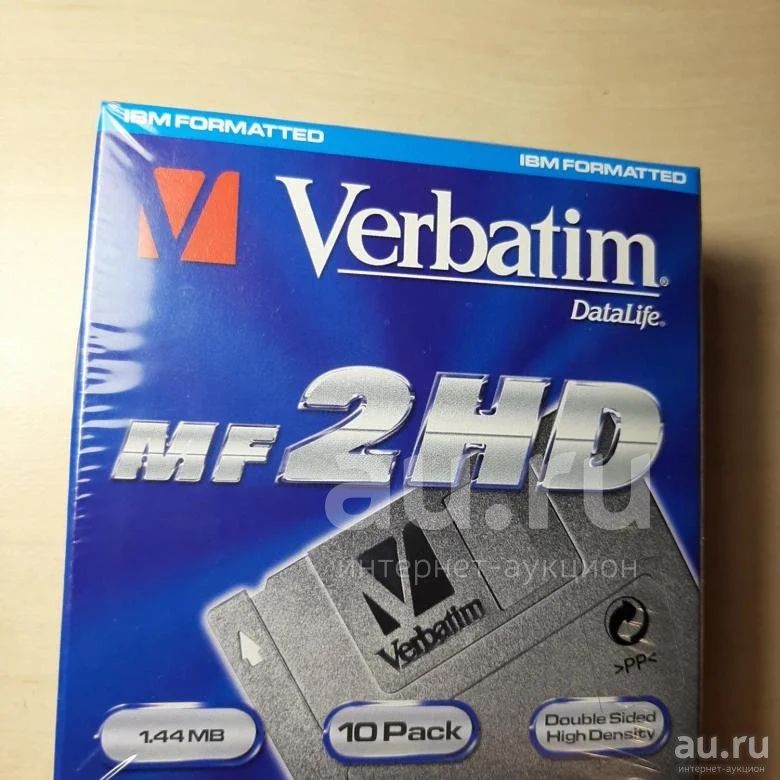 IBM FORMATTED
IBM FORMATTED
Verbatim®
DataLife®
MF 2HD
au.ru
интернет-аукцион
Verbatim
>PP<
1.44 MB
10 Pack
Double Sided
High Density
au.ru
интернет-аукцион